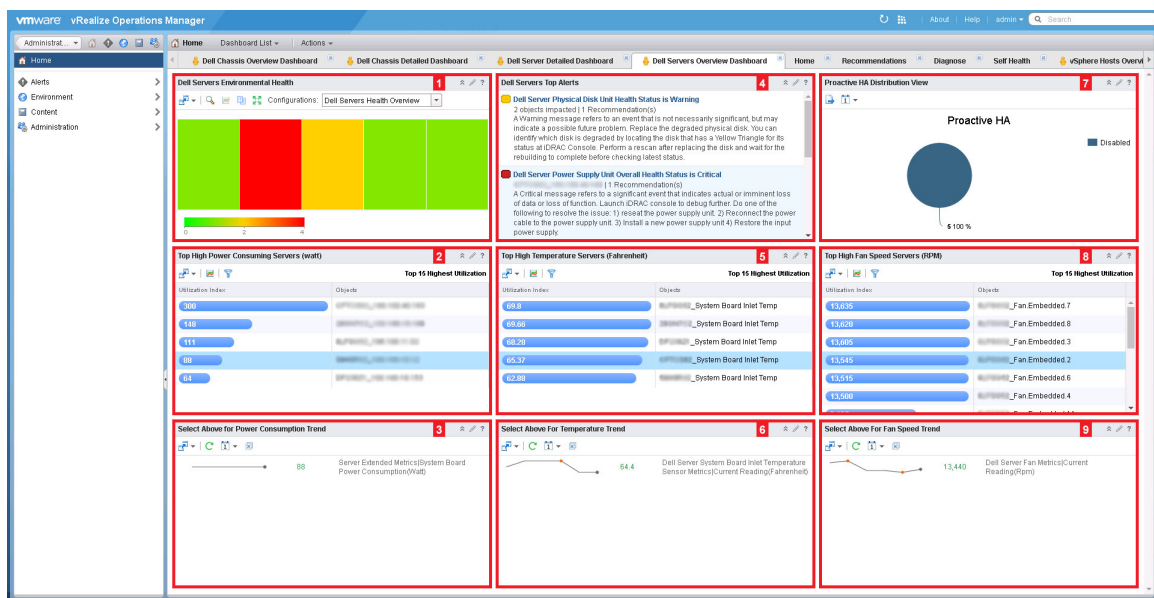 vmware vRealize Operations Manager
About Help admin Search
Administrat...
Home Dashboard List Actions
Home
Dell Chassis Overview Dashboard Dell Chassis Detailed Dashboard Dell Server Detailed Dashboard Dell Servers Overview Dashboard Home Recommendations Diagnose Self Health vSphere Hosts Overvi
Alerts
Environment
Content
Administration
Dell Servers Environmental Health 1
Configurations: Dell Servers Health Overview
0 2 4
Dell Servers Top Alerts 4
Dell Server Physical Disk Unit Health Status is Warning
2 objects impacted | 1 Recommendation(s)
A Warning message refers to an event that is not necessarily significant, but may
indicate a possible future problem. Replace the degraded physical disk. You can
identify which disk is degraded by locating the disk that has a Yellow Triangle for its
status at iDRAC Console. Perform a rescan after replacing the disk and wait for the
rebuilding to complete before checking latest status.
Dell Server Power Supply Unit Overall Health Status is Critical
| 1 Recommendation(s)
A Critical message refers to a significant event that indicates actual or imminent loss
of data or loss of function. Launch iDRAC console to debug further. Do one of the
following to resolve the issue: 1) reseat the power supply unit. 2) Reconnect the power
cable to the power supply unit. 3) Install a new power supply unit 4) Restore the input
power supply.
Proactive HA Distribution View 7
Proactive HA
Disabled
5 100 %
Top High Power Consuming Servers (watt) 2
Top 15 Highest Utilization
Utilization Index Objects
300
148
111
88
64
Top High Temperature Servers (Fahrenheit) 5
Top 15 Highest Utilization
Utilization Index Objects
69.8 _System Board Inlet Temp
69.66 _System Board Inlet Temp
68.28 _System Board Inlet Temp
65.37 _System Board Inlet Temp
62.88 _System Board Inlet Temp
Top High Fan Speed Servers (RPM) 8
Top 15 Highest Utilization
Utilization Index Objects
13,635 _Fan.Embedded.7
13,620 _Fan.Embedded.8
13,605 _Fan.Embedded.3
13,545 _Fan.Embedded.2
13,515 _Fan.Embedded.6
13,500 _Fan.Embedded.4
Select Above for Power Consumption Trend 3
88 Server Extended Metrics|System Board
Power Consumption(Watt)
Select Above For Temperature Trend 6
64.4 Dell Server System Board Inlet Temperature
Sensor Metrics|Current Reading(Fahrenheit)
Select Above For Fan Speed Trend 9
13,440 Dell Server Fan Metrics|Current
Reading(Rpm)